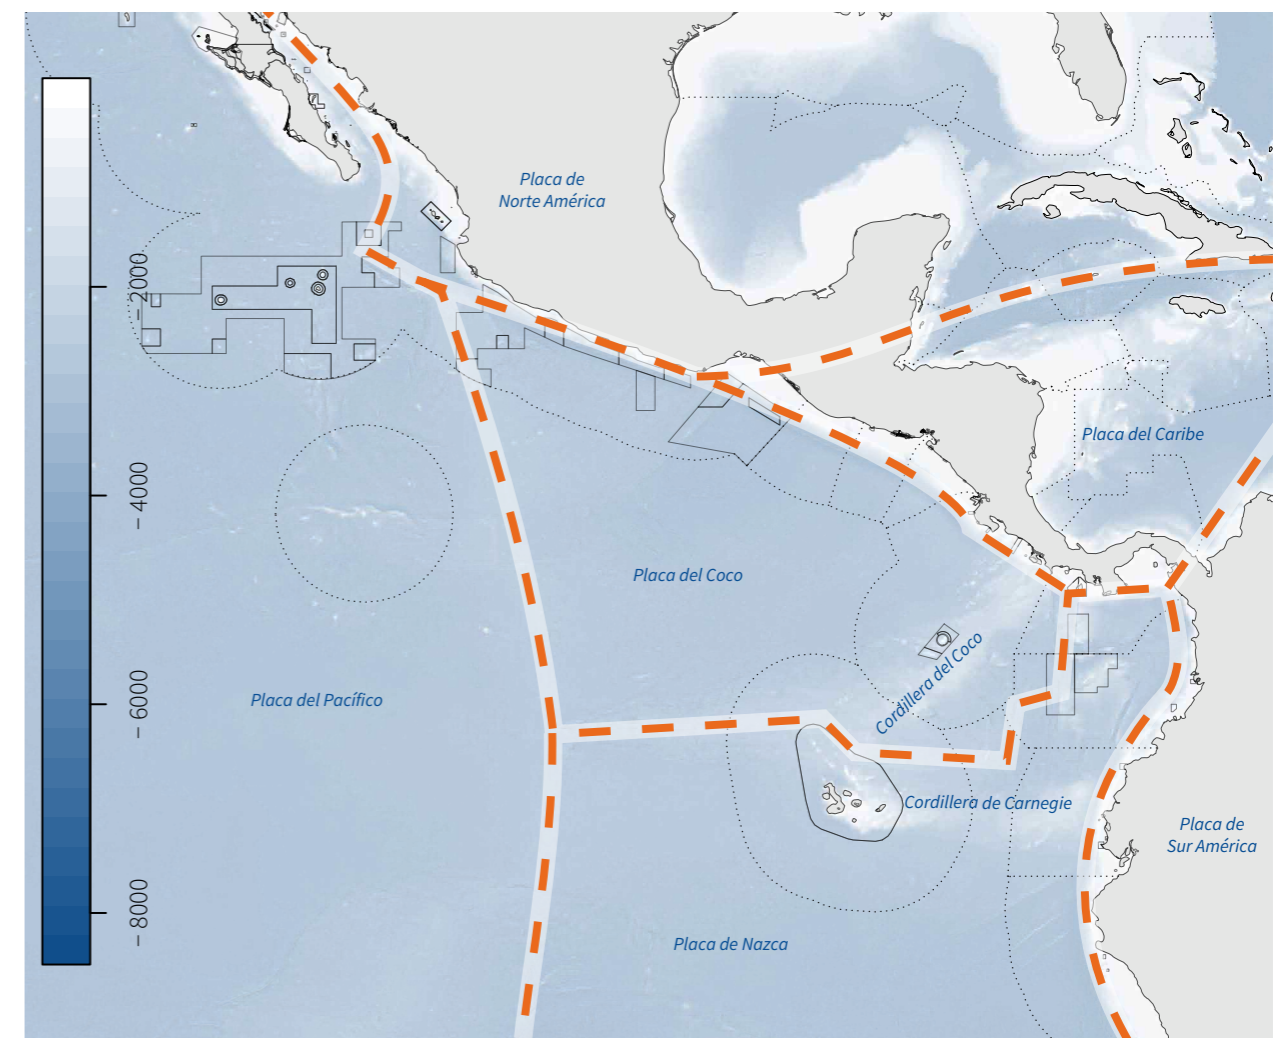 Placa de
Norte América
– 2000
Placa del Caribe
– 4000
Placa del Coco
Cordillera del Coco
Placa del Pacífico
– 6000
Cordillera de Carnegie
Placa de
Sur América
– 8000
Placa de Nazca